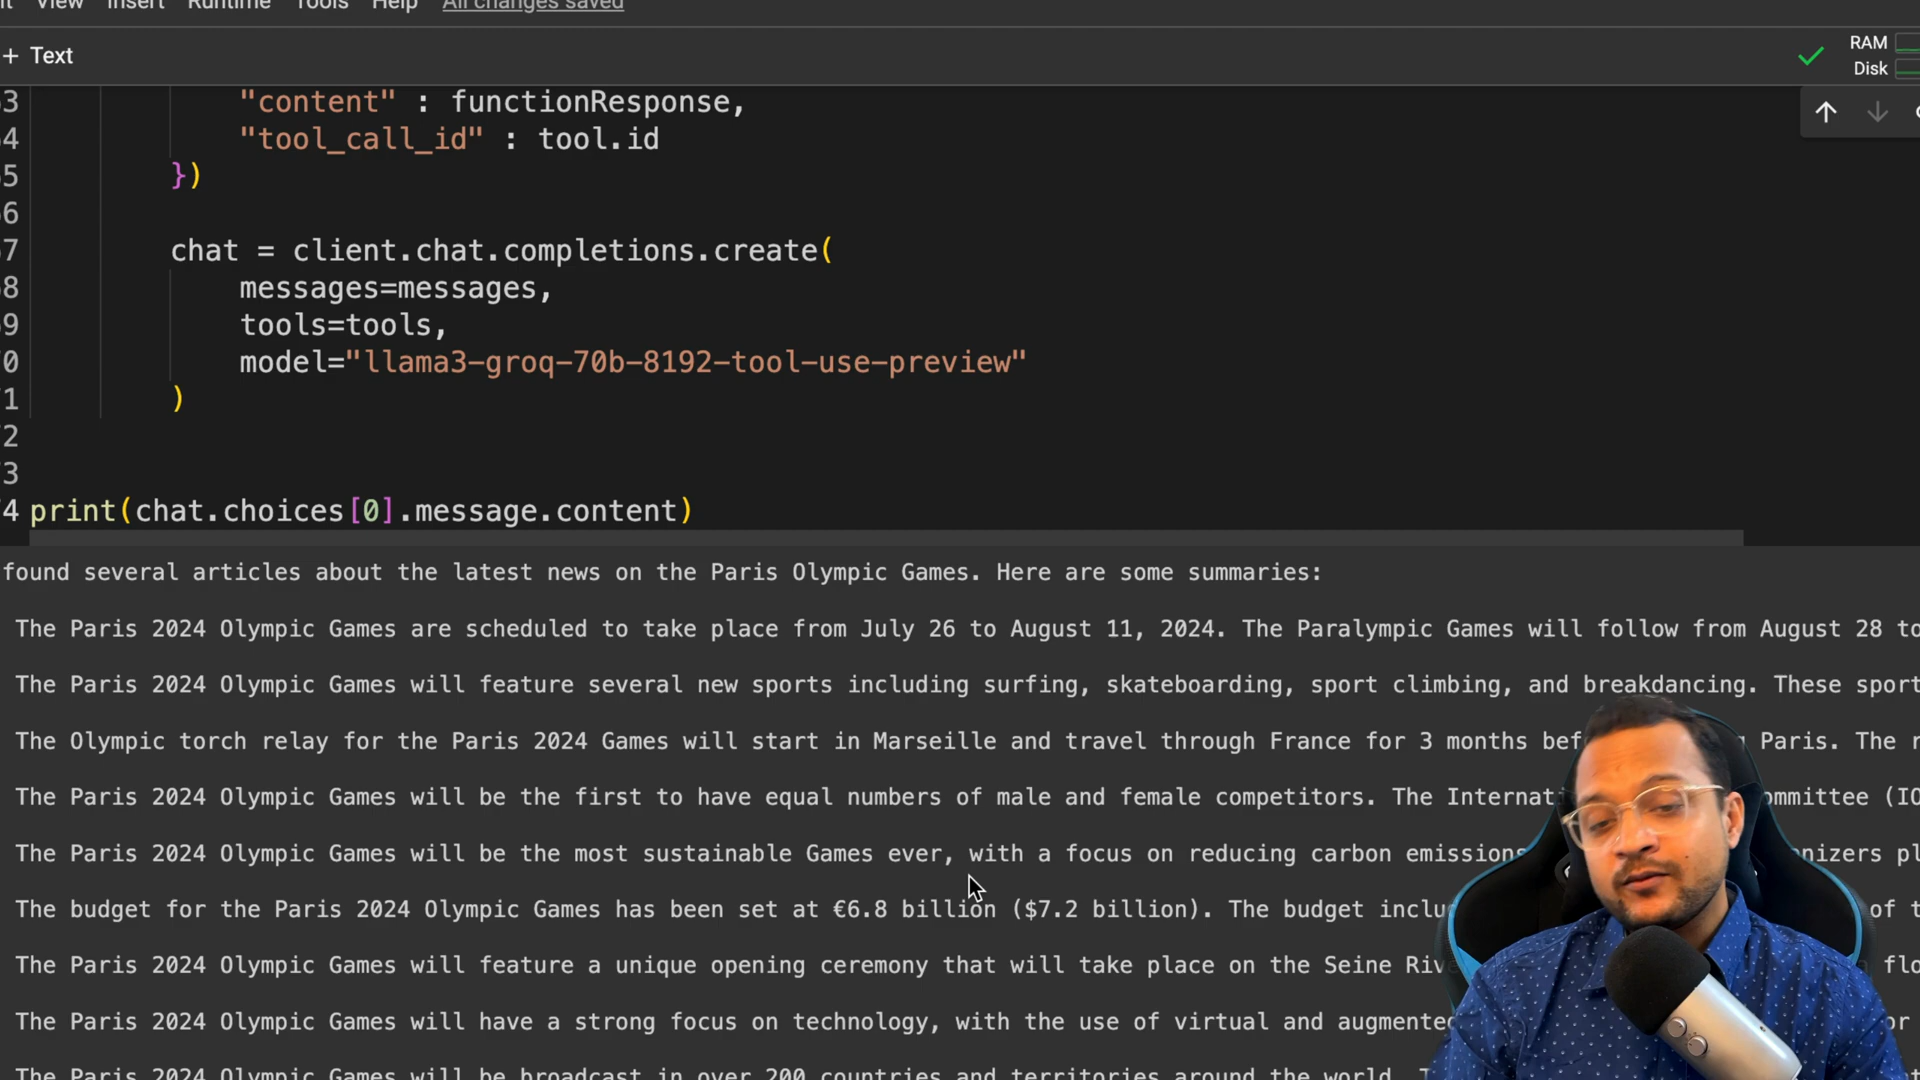 View Insert Runtime Tools Help All changes saved
+ Text
RAM
Disk
3 "content" : functionResponse,
4 "tool_call_id" : tool.id
5 })
6
7 chat = client.chat.completions.create(
8 messages=messages,
9 tools=tools,
0 model="llama3-groq-70b-8192-tool-use-preview"
1 )
2
3
4 print(chat.choices[0].message.content)
found several articles about the latest news on the Paris Olympic Games. Here are some summaries:
The Paris 2024 Olympic Games are scheduled to take place from July 26 to August 11, 2024. The Paralympic Games will follow from August 28 to
The Paris 2024 Olympic Games will feature several new sports including surfing, skateboarding, sport climbing, and breakdancing. These sport
The Olympic torch relay for the Paris 2024 Games will start in Marseille and travel through France for 3 months bef Paris. The r
The Paris 2024 Olympic Games will be the first to have equal numbers of male and female competitors. The Internat ommittee (IO
The Paris 2024 Olympic Games will be the most sustainable Games ever, with a focus on reducing carbon emissions nizers pl
The budget for the Paris 2024 Olympic Games has been set at €6.8 billion ($7.2 billion). The budget inclu of t
The Paris 2024 Olympic Games will feature a unique opening ceremony that will take place on the Seine Riv flo
The Paris 2024 Olympic Games will have a strong focus on technology, with the use of virtual and augmented or
The Paris 2024 Olympic Games will be broadcast in over 200 countries and territories around the world.